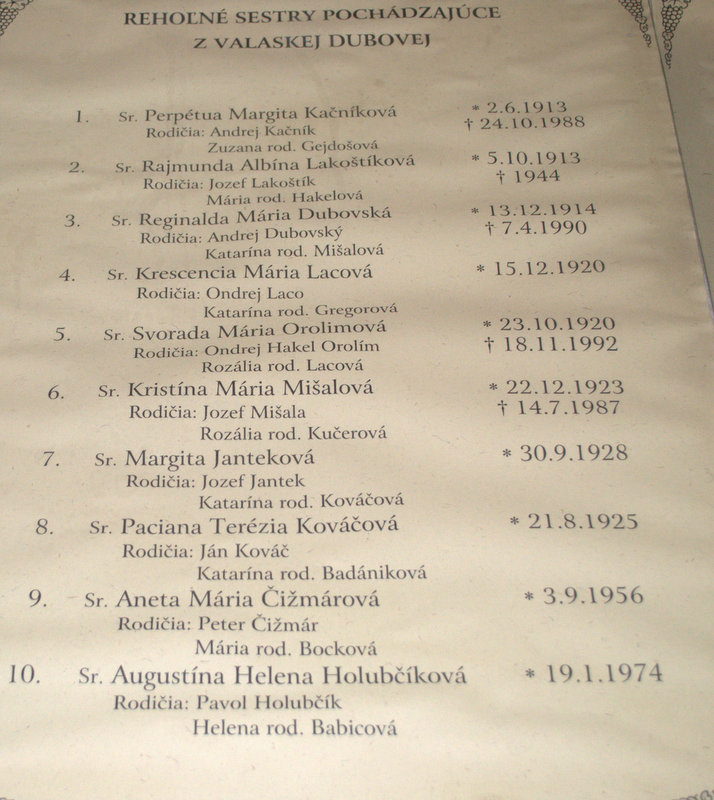 REHOĽNÉ SESTRY POCHÁDZAJÚCE
Z VALASKEJ DUBOVEJ
1. Sr. Perpétua Margita Kačníková * 2.6.1913
Rodičia: Andrej Kačník † 24.10.1988
Zuzana rod. Gejdošová
2. Sr. Rajmunda Albína Lakoštíková * 5.10.1913
Rodičia: Jozef Lakoštík † 1944
Mária rod. Hakelová
3. Sr. Reginalda Mária Dubovská * 13.12.1914
Rodičia: Andrej Dubovský † 7.4.1990
Katarína rod. Mišalová
4. Sr. Krescencia Mária Lacová * 15.12.1920
Rodičia: Ondrej Laco
Katarína rod. Gregorová
5. Sr. Svorada Mária Orolimová * 23.10.1920
Rodičia: Ondrej Hakel Orolím † 18.11.1992
Rozália rod. Lacová
6. Sr. Kristína Mária Mišalová * 22.12.1923
Rodičia: Jozef Mišala † 14.7.1987
Rozália rod. Kučerová
7. Sr. Margita Janteková * 30.9.1928
Rodičia: Jozef Jantek
Katarína rod. Kováčová
8. Sr. Paciana Terézia Kováčová * 21.8.1925
Rodičia: Ján Kováč
Katarína rod. Badániková
9. Sr. Aneta Mária Čižmárová * 3.9.1956
Rodičia: Peter Čižmár
Mária rod. Bocková
10. Sr. Augustína Helena Holubčíková * 19.1.1974
Rodičia: Pavol Holubčík
Helena rod. Babicová